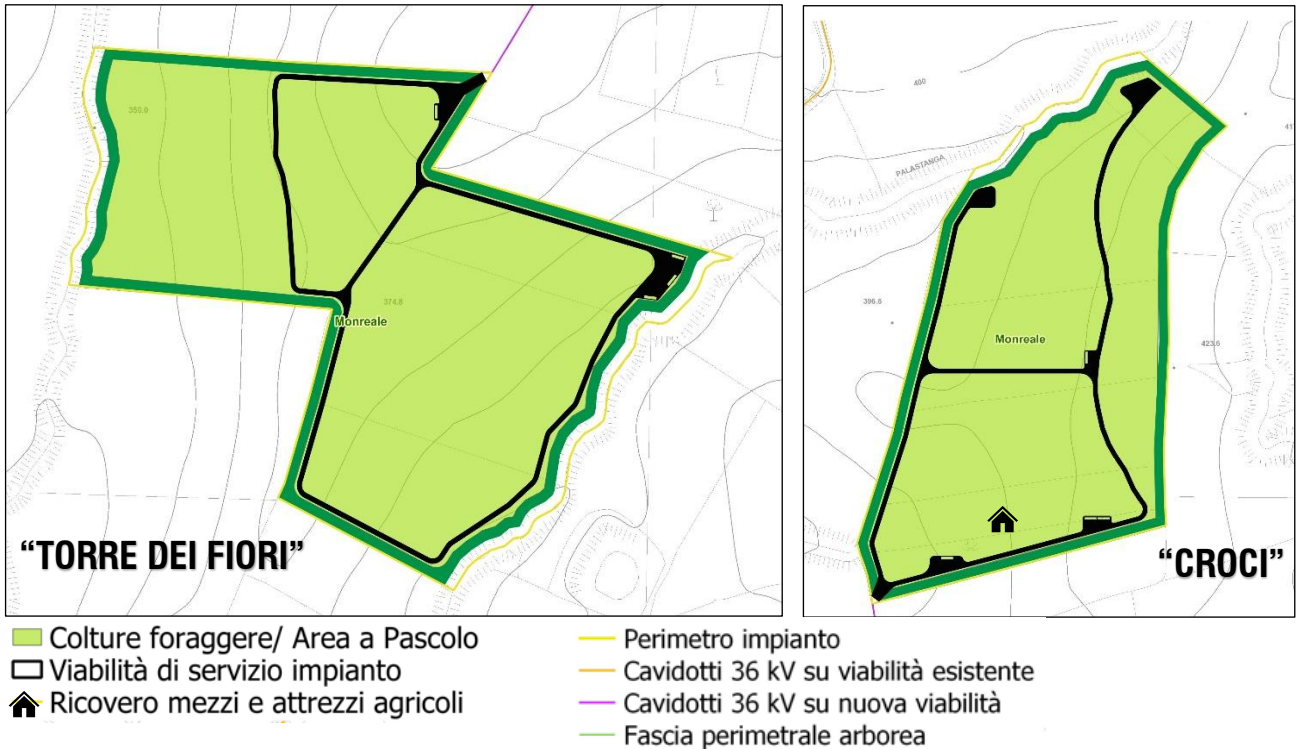 350.0
374.8
Monreale
“TORRE DEI FIORI”
400
PALASTANGA
396.6
Monreale
423.6
“CROCI”
Colture foraggere/ Area a Pascolo
Viabilità di servizio impianto
Ricovero mezzi e attrezzi agricoli
Perimetro impianto
Cavidotti 36 kV su viabilità esistente
Cavidotti 36 kV su nuova viabilità
Fascia perimetrale arborea